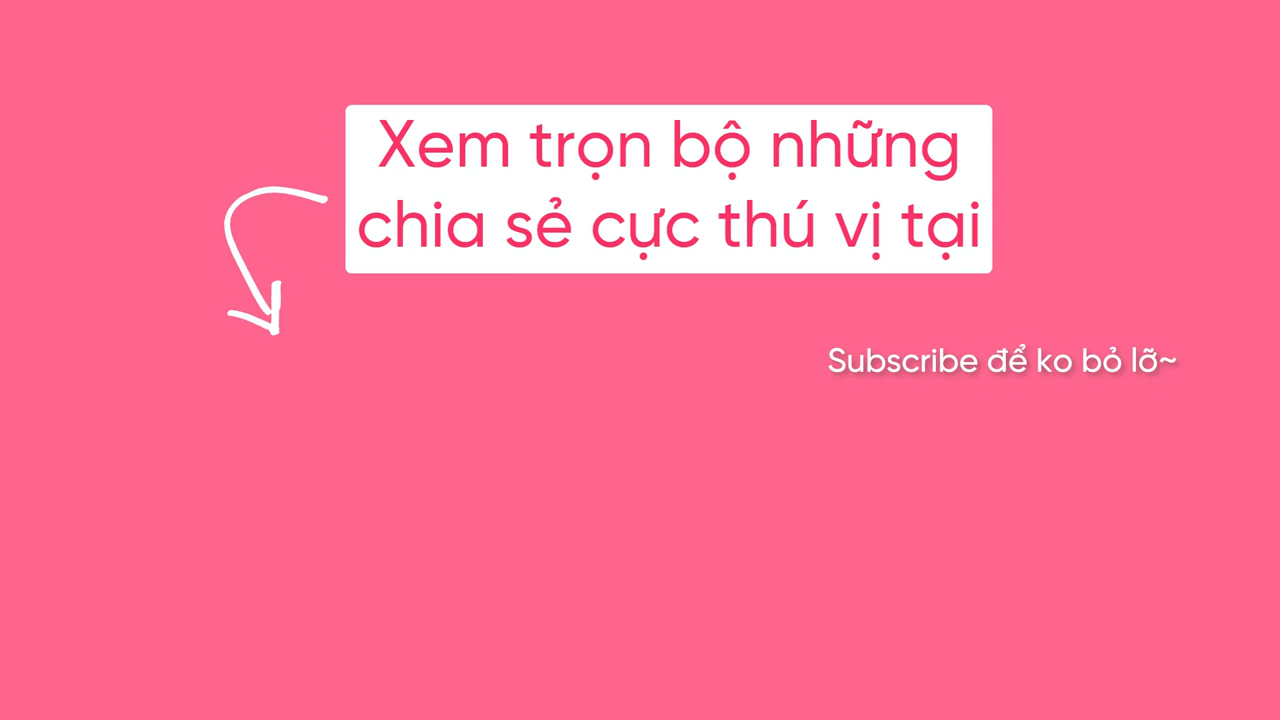 Xem trọn bộ những
chia sẻ cực thú vị tại
Subscribe để ko bỏ lỡ~